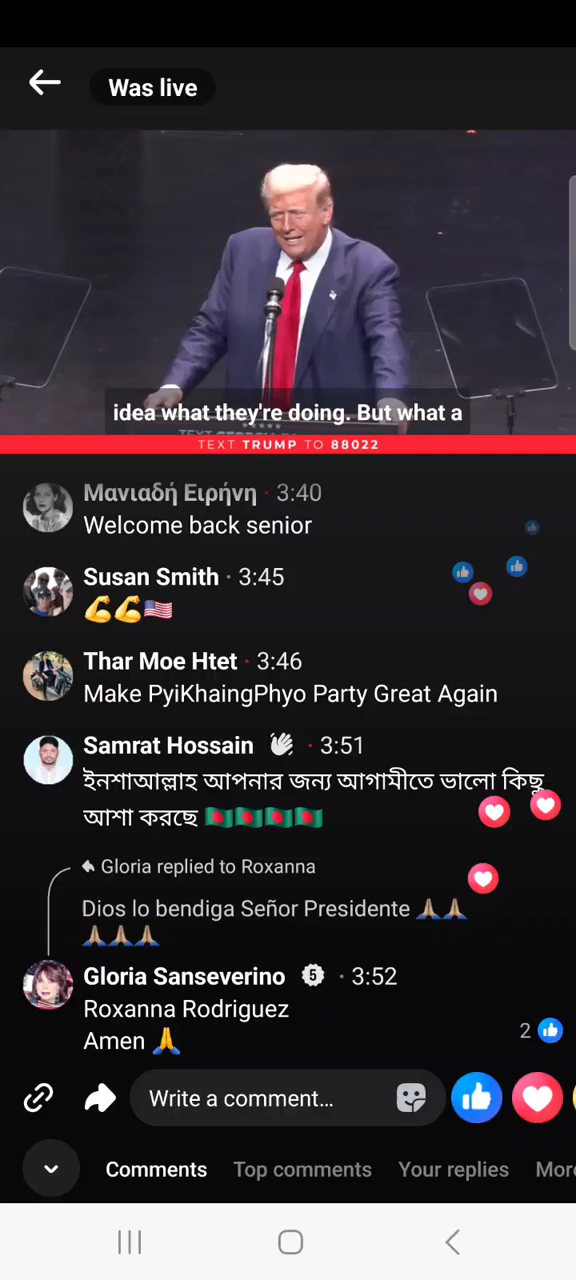 Was live
idea what they're doing. But what a
TEXT TRUMP TO 88022
Μανιαδή Ειρήνη · 3:40
Welcome back senior
Susan Smith · 3:45
💪💪🇺🇸
Thar Moe Htet · 3:46
Make PyiKhaingPhyo Party Great Again
Samrat Hossain 👋 · 3:51
ইনশাআল্লাহ আপনার জন্য আগামীতে ভালো কিছু
আশা করছে 🇧🇩🇧🇩🇧🇩🇧🇩
Gloria replied to Roxanna
Dios lo bendiga Señor Presidente 🙏🏽🙏🏽
🙏🏽🙏🏽🙏🏽
Gloria Sanseverino 5 · 3:52
Roxanna Rodriguez
Amen 🙏
2
Write a comment...
Comments Top comments Your replies More